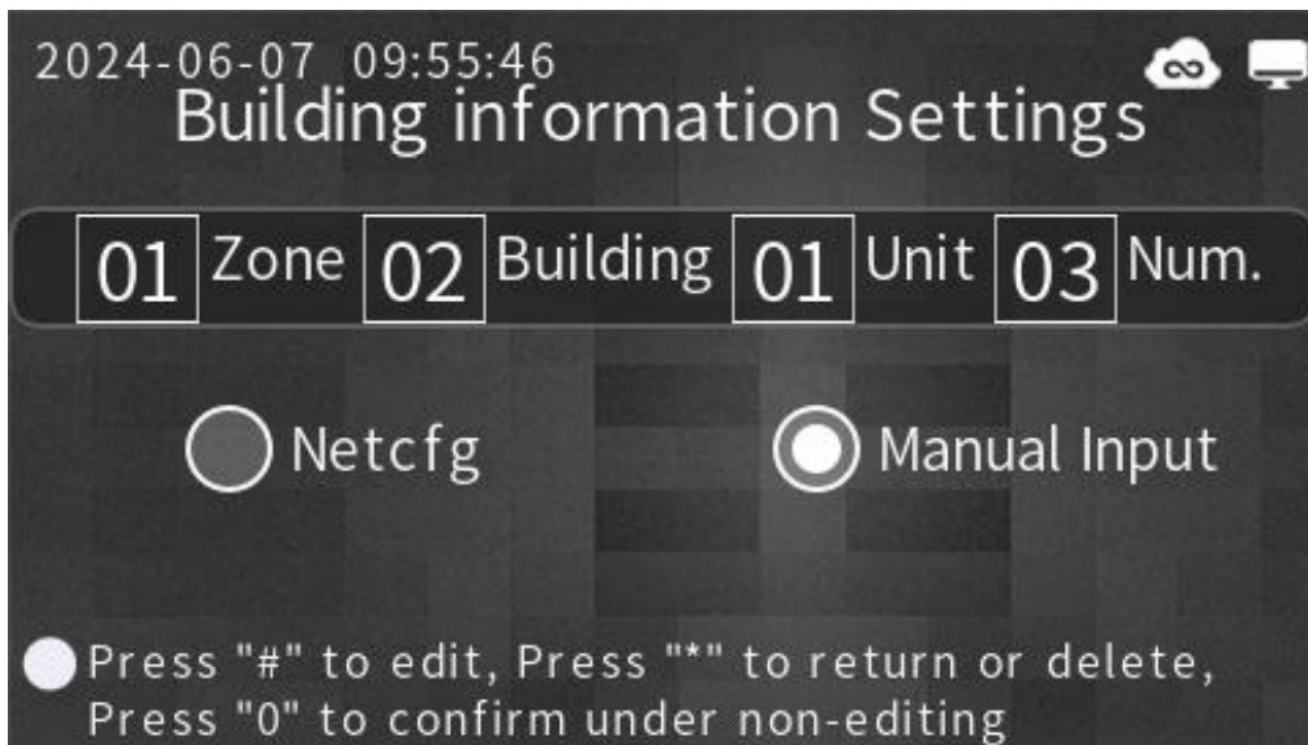 2024-06-07 09:55:46
Building information Settings
01 Zone 02 Building 01 Unit 03 Num.
Netcfg Manual Input
Press "#" to edit, Press "*" to return or delete,
Press "0" to confirm under non-editing